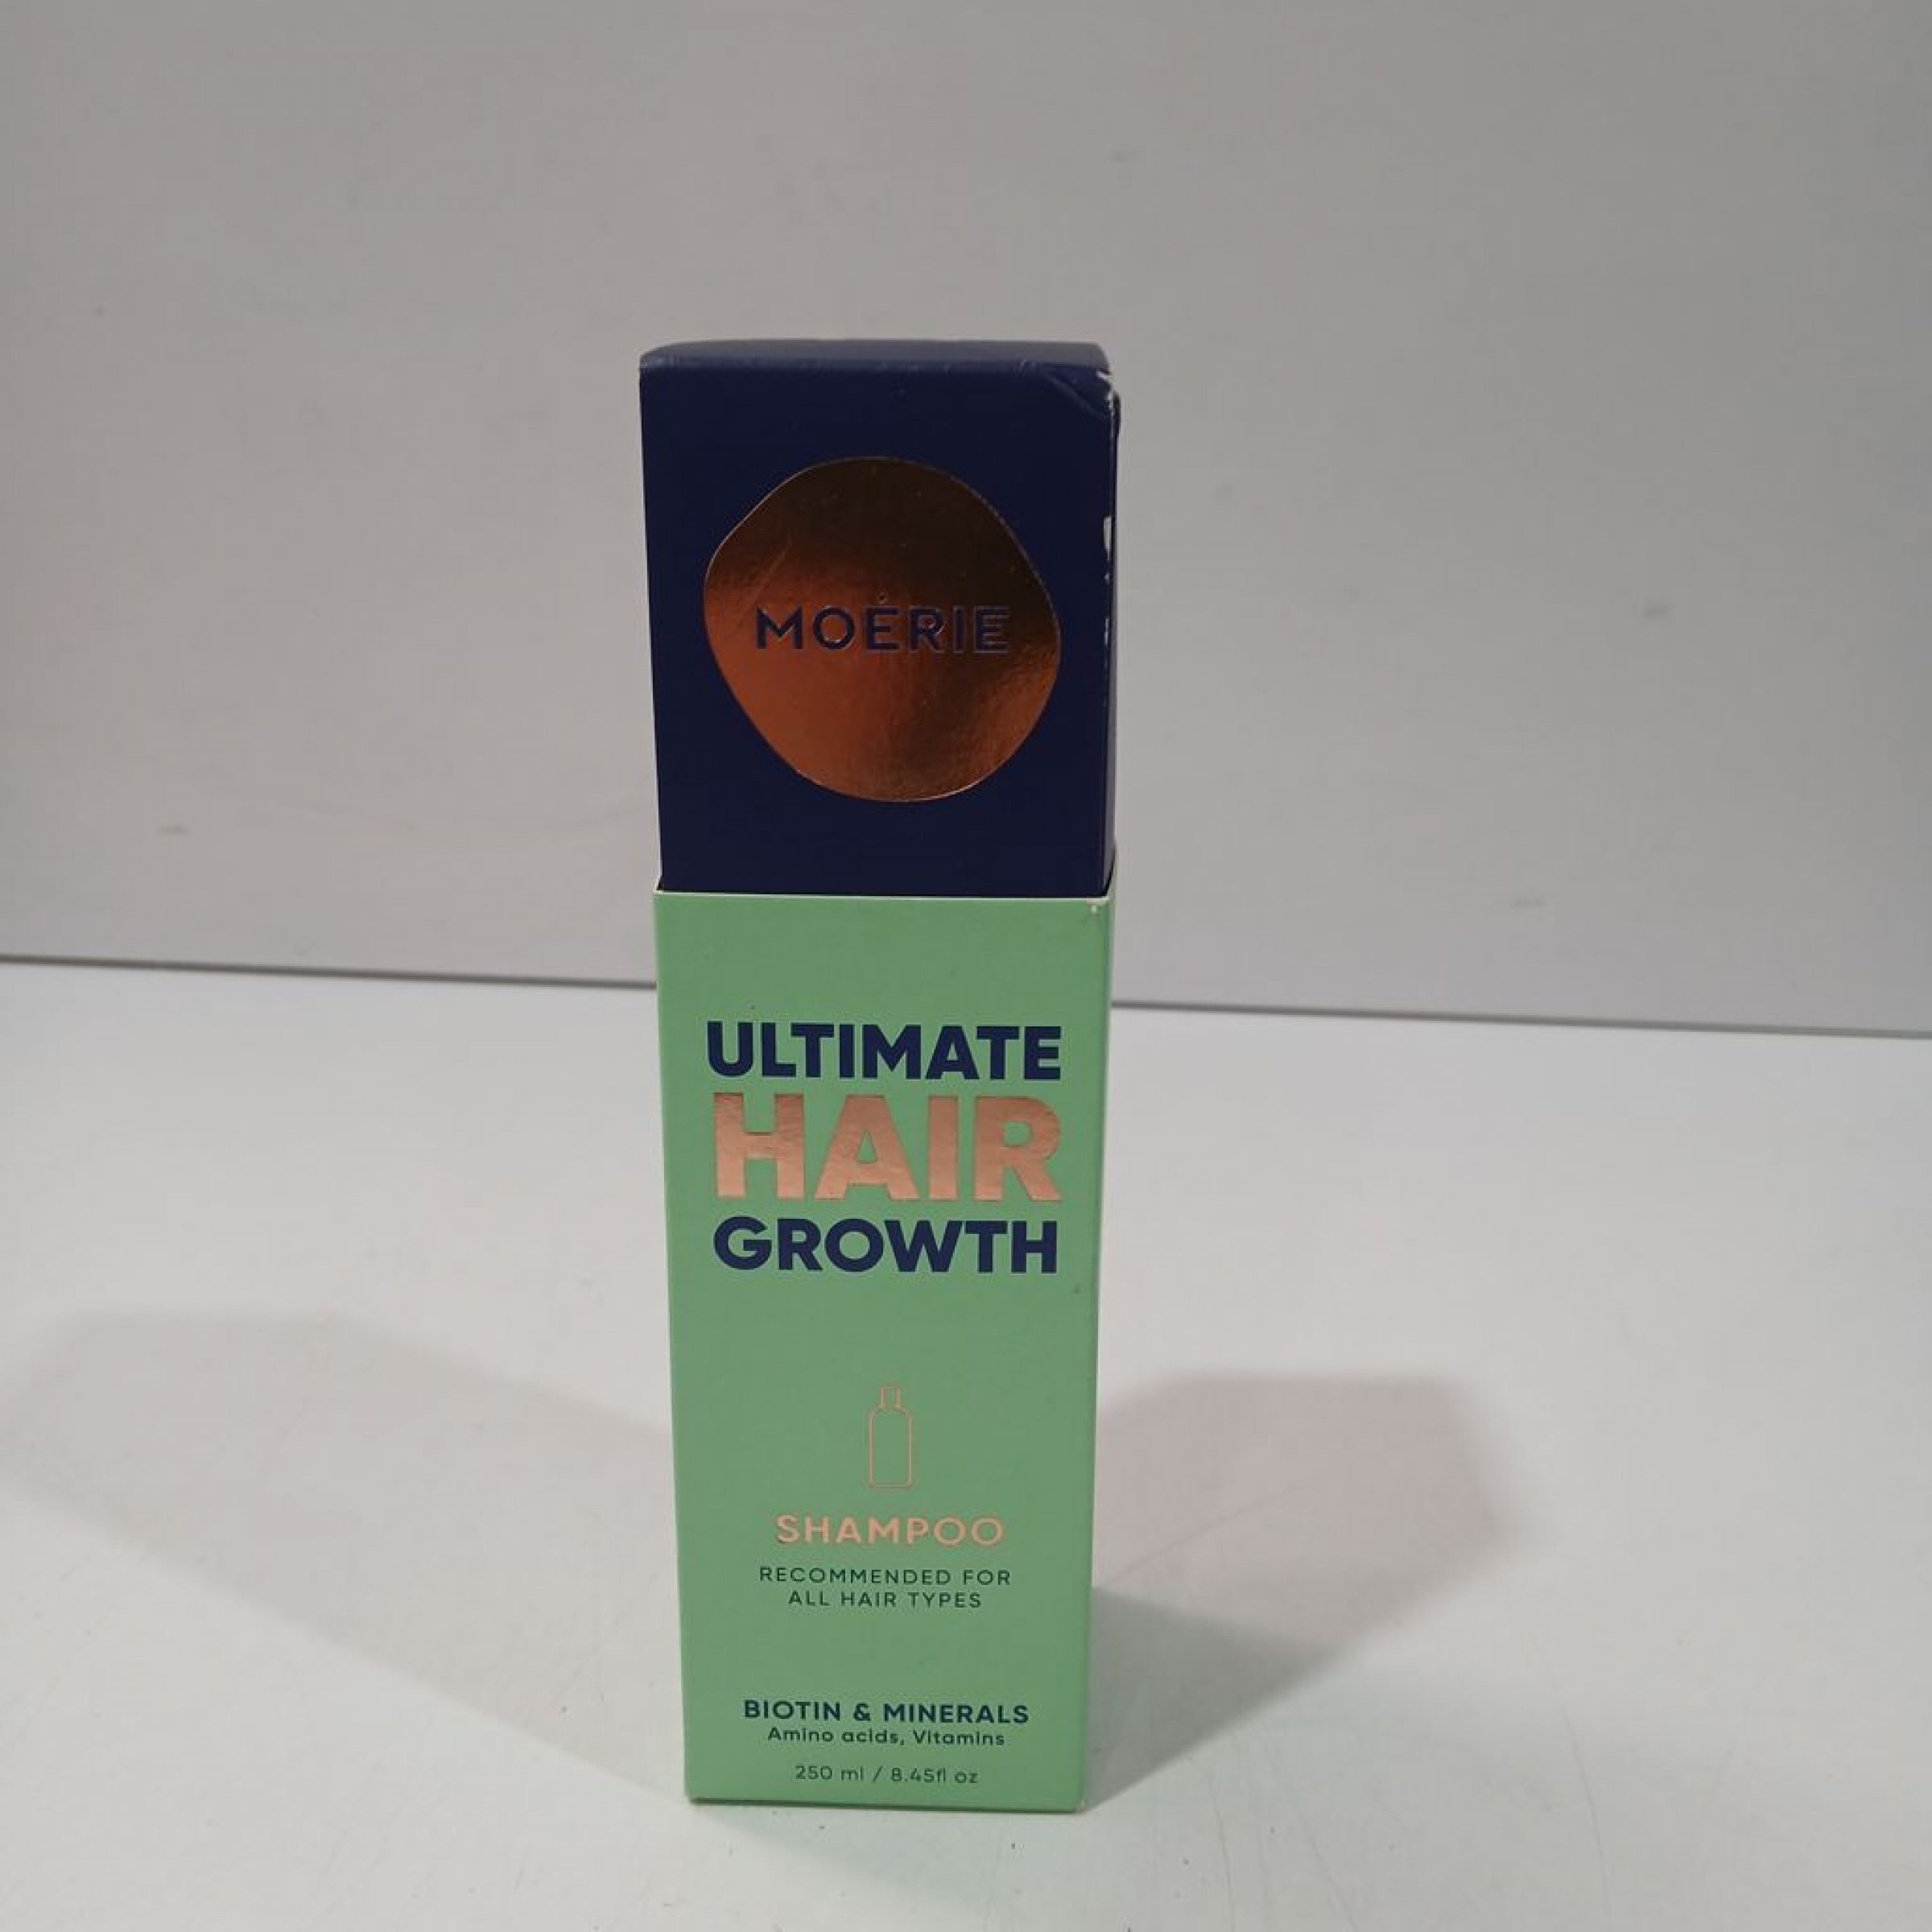 MOÉRIE
ULTIMATE
HAIR
GROWTH
SHAMPOO
RECOMMENDED FOR
ALL HAIR TYPES
BIOTIN & MINERALS
Amino acids, Vitamins
250 ml / 8.45fl oz